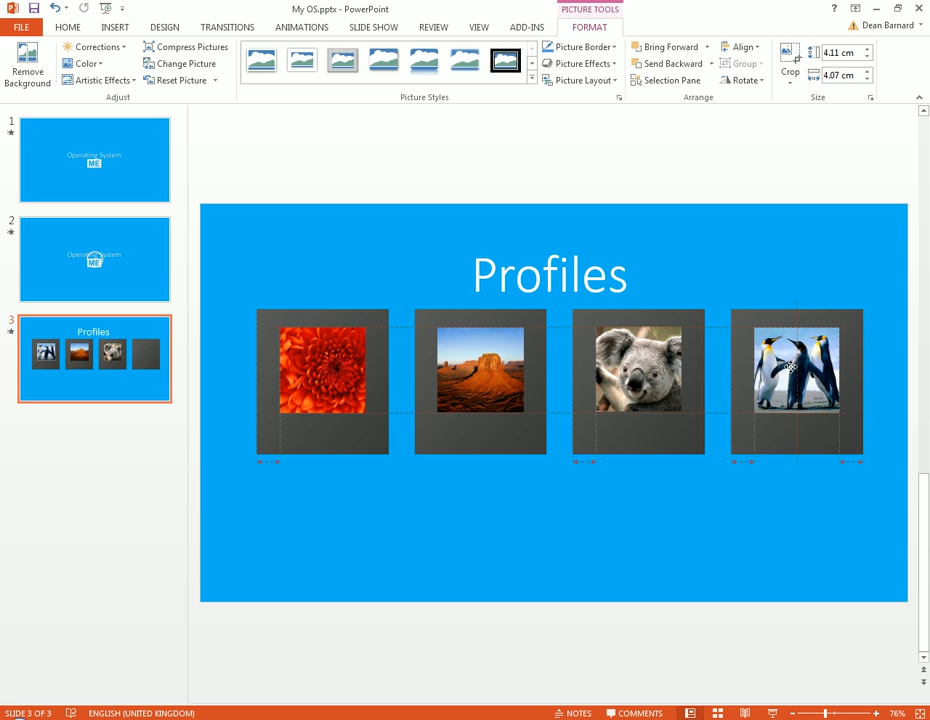 My OS.pptx - PowerPoint
PICTURE TOOLS
?
FILE
HOME
INSERT
DESIGN
TRANSITIONS
ANIMATIONS
SLIDE SHOW
REVIEW
VIEW
ADD-INS
FORMAT
Dean Barnard
Remove
Background
Corrections
Color
Artistic Effects
Compress Pictures
Change Picture
Reset Picture
Adjust
Picture Styles
Picture Border
Picture Effects
Picture Layout
Bring Forward
Send Backward
Selection Pane
Align
Group
Rotate
Arrange
Crop
4.11 cm
4.07 cm
Size
1
Operating System
ME
2
Operating System
ME
3
Profiles
Profiles
SLIDE 3 OF 3
ENGLISH (UNITED KINGDOM)
NOTES
COMMENTS
76%